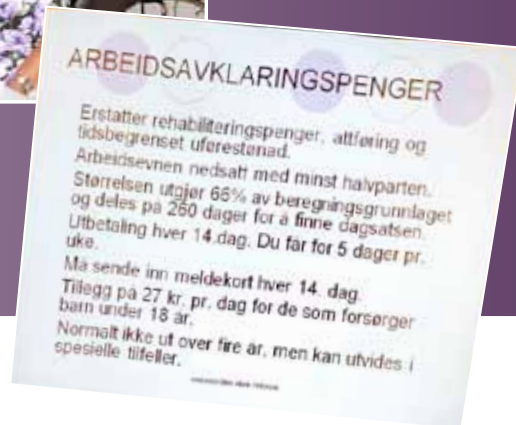 ARBEIDSAVKLARINGSPENGER
Erstatter rehabiliteringspenger, attføring og
tidsbegrenset uførestønad.
Arbeidsevnen nedsatt med minst halvparten.
Størrelsen utgjør 66% av beregningsgrunnlaget
og deles på 260 dager for å finne dagsatsen.
Utbetaling hver 14.dag. Du får for 5 dager pr.
uke.
Må sende inn meldekort hver 14. dag.
Tillegg på 27 kr. pr. dag for de som forsørger
barn under 18 år.
Normalt ikke ut over fire år, men kan utvides i
spesielle tilfeller.